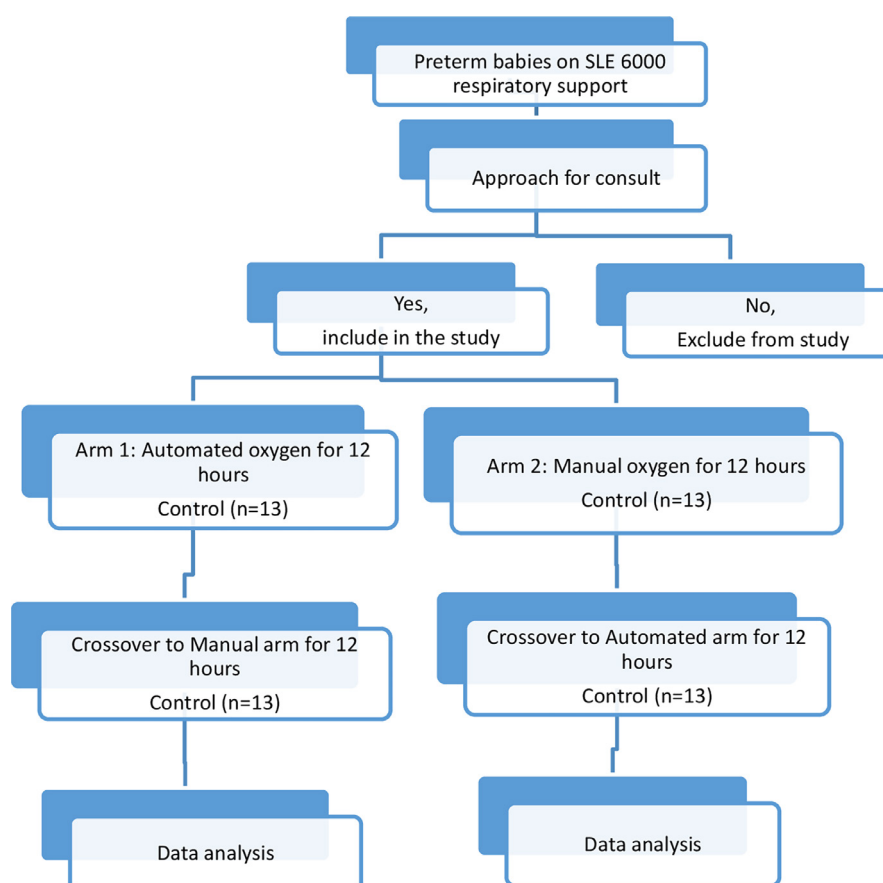 Preterm babies on SLE 6000
respiratory support
Approach for consult
Yes,
include in the study
No,
Exclude from study
Arm 1: Automated oxygen for 12
hours
Control (n=13)
Arm 2: Manual oxygen for 12 hours
Control (n=13)
Crossover to Manual arm for 12
hours
Control (n=13)
Crossover to Automated arm for 12
hours
Control (n=13)
Data analysis
Data analysis